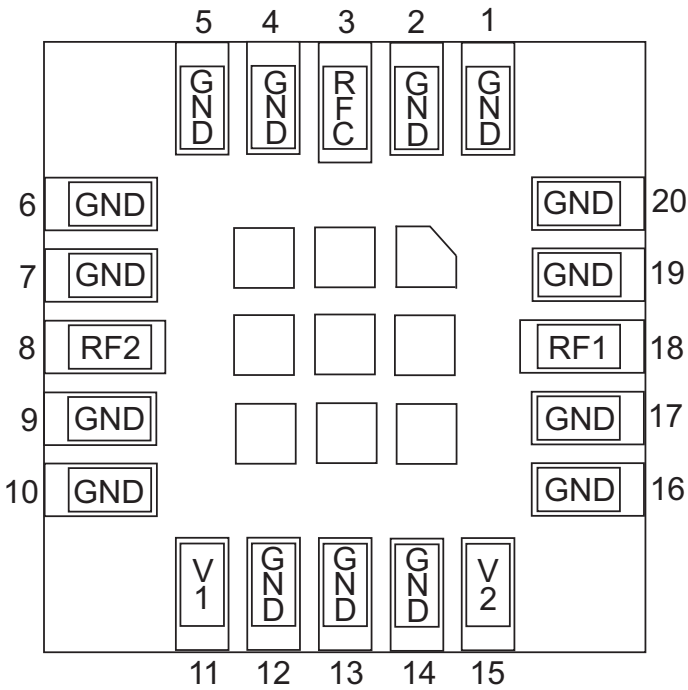 5 4 3 2 1
GND GND RFC GND GND
6 GND GND 20
7 GND GND 19
8 RF2 RF1 18
9 GND GND 17
10 GND GND 16
V1 GND GND GND V2
11 12 13 14 15